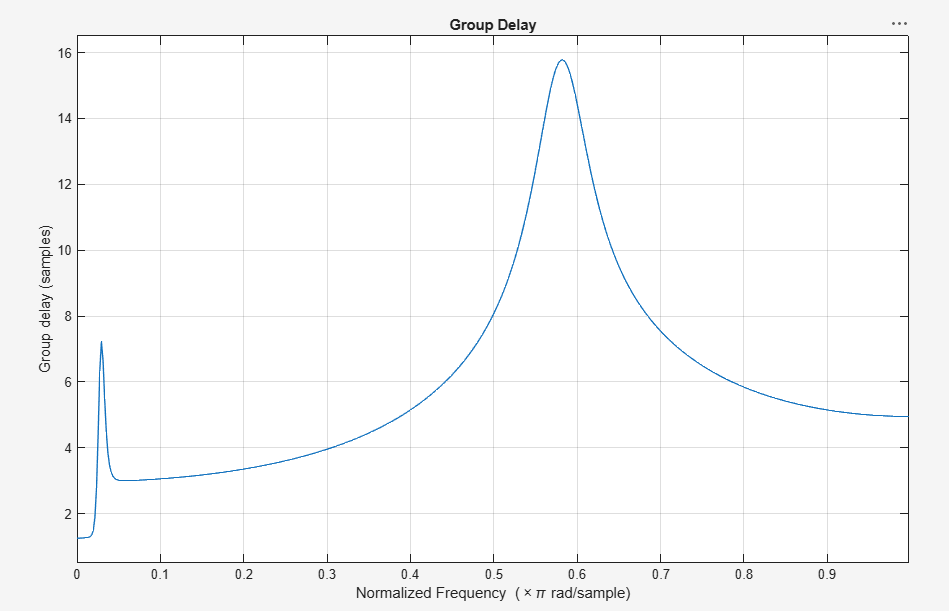 Group Delay
16
14
12
10
8
6
4
2
Group delay (samples)
0 0.1 0.2 0.3 0.4 0.5 0.6 0.7 0.8 0.9
Normalized Frequency (×π rad/sample)